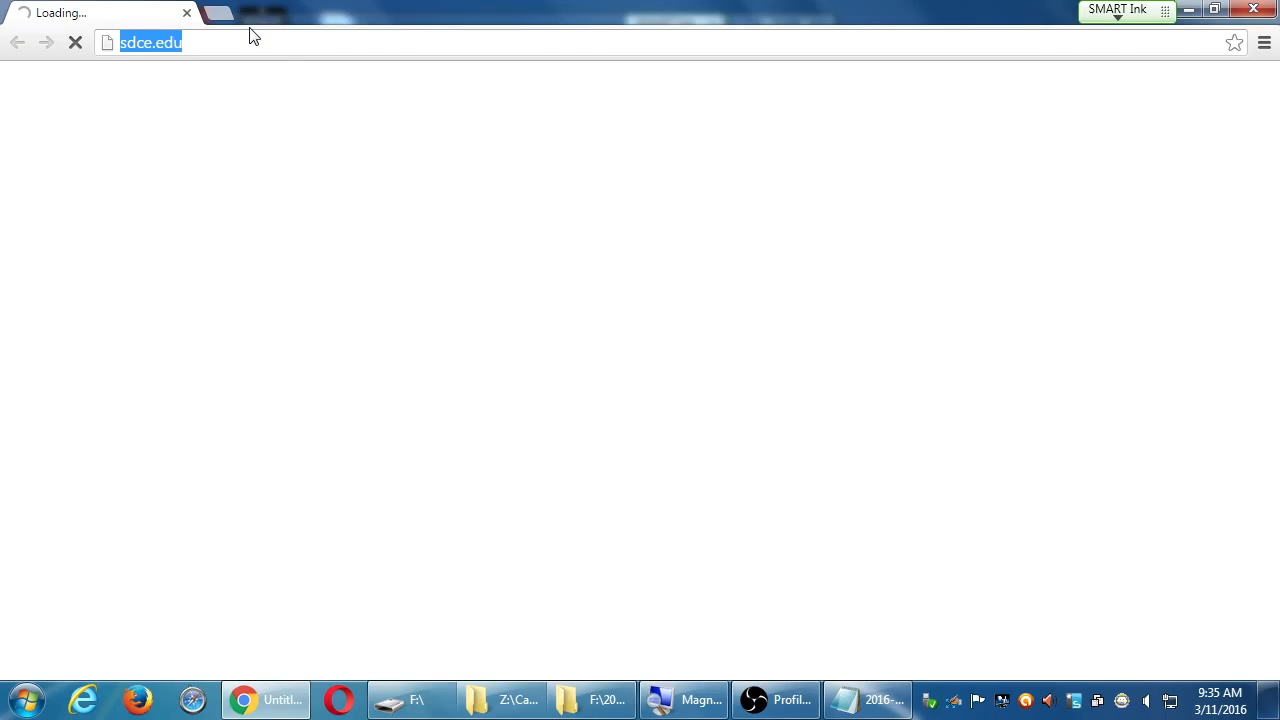 Loading...
SMART Ink
sdce.edu
Untitl...
F:\
Z:\Ca...
F:\20...
Magn...
Profil...
2016-...
9:35 AM
3/11/2016